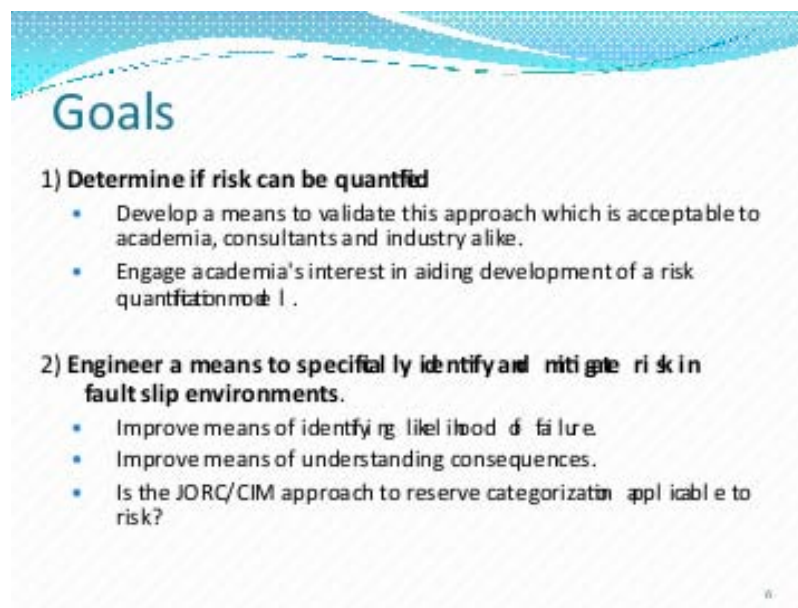 Goals
1) Determine if risk can be quantified
• Develop a means to validate this approach which is acceptable to
academia, consultants and industry alike.
• Engage academia's interest in aiding development of a risk
quantification model.
2) Engineer a means to specifically identify and mitigate risk in
fault slip environments.
• Improve means of identifying likelihood of failure.
• Improve means of understanding consequences.
• Is the JORC/CIM approach to reserve categorization applicable to
risk?